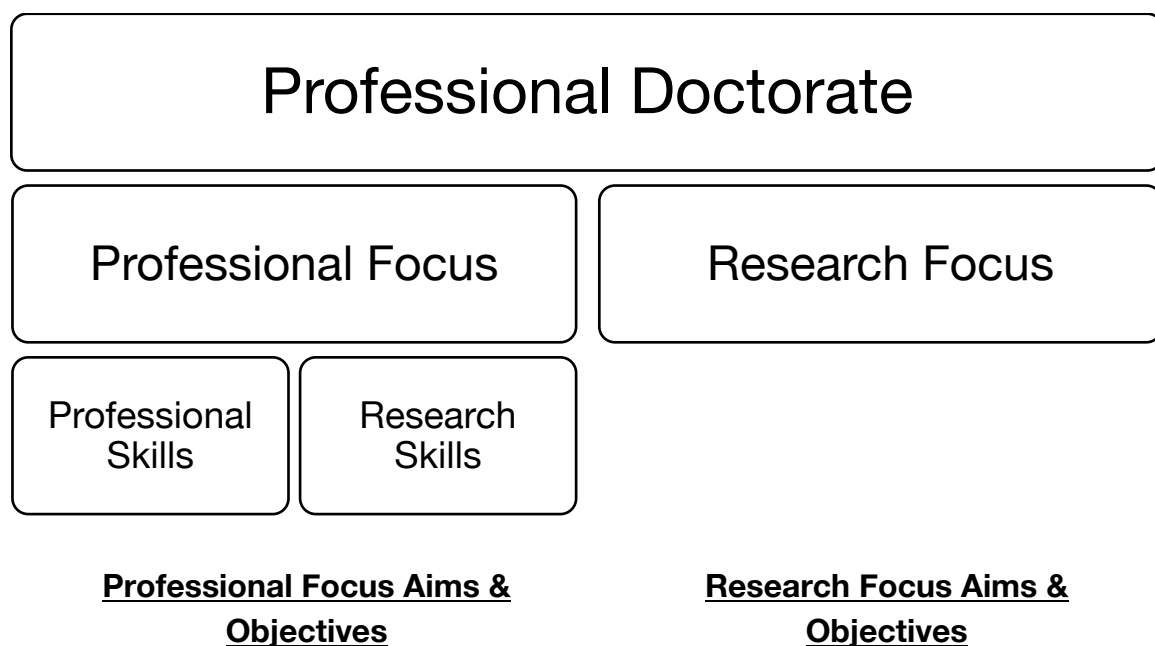 Professional Doctorate
Professional Focus
Research Focus
Professional
Skills
Research
Skills
Professional Focus Aims &
Objectives
Research Focus Aims &
Objectives